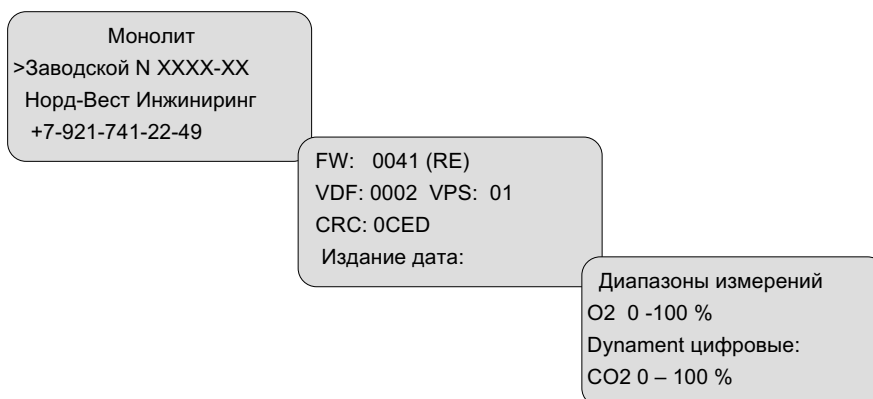 Монолит
>Заводской N XXXX-XX
Норд-Вест Инжиниринг
+7-921-741-22-49
FW: 0041 (RE)
VDF: 0002 VPS: 01
CRC: 0CED
Издание дата:
Диапазоны измерений
O2 0 -100 %
Dynament цифровые:
CO2 0 – 100 %